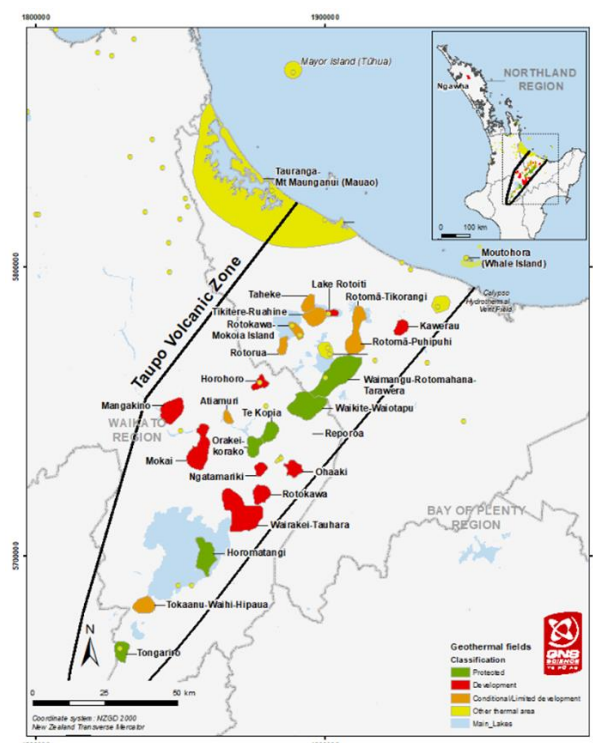 1800000
1900000
Mayor Island (Tūhua)
NORTHLAND
REGION
Ngawha
0 100 km
Tauranga-
Mt Maunganui (Mauao)
Moutohora
(Whale Island)
5800000
Calypso
Hydrothermal
Vent Field
Taupo Volcanic Zone
Lake Rotoiti
Taheke
Rotomā-Tikorangi
Tikitere-Ruahine
Rotokawa-
Mokoia Island
Kawerau
Rotorua
Rotomā-Puhipuhi
Horohoro
Waimangu-Rotomahana-
Tarawera
Mangakino
Atiamuri
Te Kopia
Waikite-Waiotapu
WAIKATO
REGION
Orakei-
korako
Reporoa
Mokai
Ngatamariki
Ohaaki
Rotokawa
BAY OF PLENTY
REGION
Wairakei-Tauhara
5700000
Horomatangi
Tokaanu-Waihi-Hipaua
N
Tongariro
0 25 50 km
Coordinate system: NZGD 2000
New Zealand Transverse Mercator
GNS
SCIENCE
TE PŪ AO
Geothermal fields
Classification
Protected
Development
Conditional/Limited development
Other thermal area
Main_Lakes